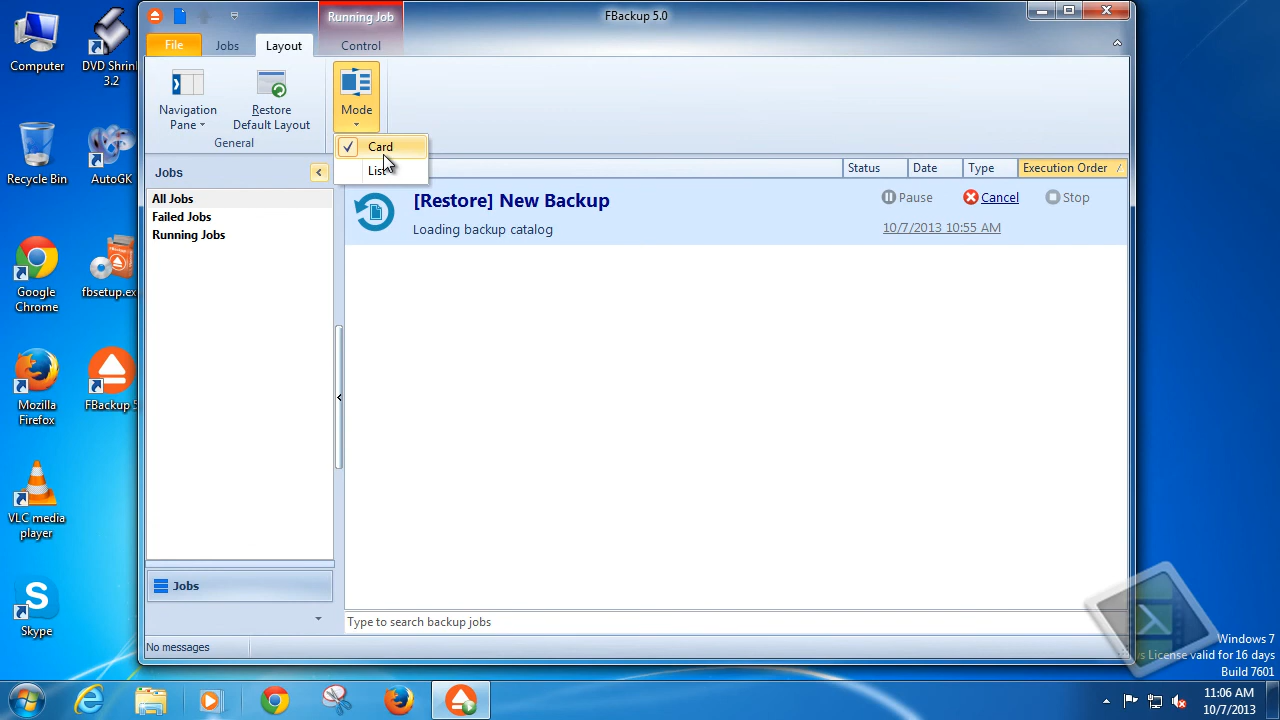 Computer
DVD Shrin
3.2
Recycle Bin
AutoGK
Google
Chrome
fbsetup.ex
Mozilla
Firefox
FBackup 5
VLC media
player
Skype
Running Job
FBackup 5.0
File
Jobs
Layout
Control
Navigation
Pane
Restore
Default Layout
Mode
General
Card
List
Jobs
Status
Date
Type
Execution Order
All Jobs
Failed Jobs
Running Jobs
[Restore] New Backup
Loading backup catalog
Pause
Cancel
Stop
10/7/2013 10:55 AM
Jobs
Type to search backup jobs
No messages
Windows 7
License valid for 16 days
Build 7601
11:06 AM
10/7/2013